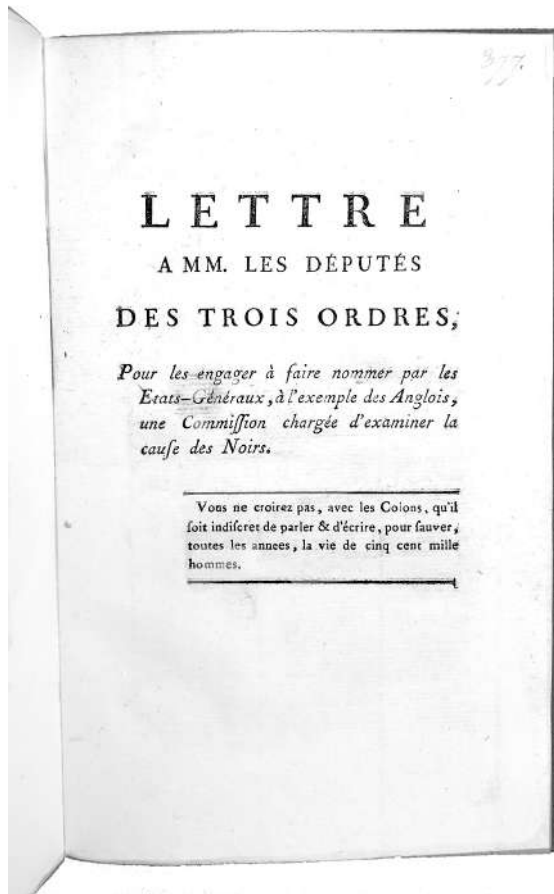 377.
LETTRE
A MM. LES DÉPUTÉS
DES TROIS ORDRES,
Pour les engager à faire nommer par les
Etats-Généraux, à l'exemple des Anglois,
une Commiſſion chargée d'examiner la
cauſe des Noirs.
Vous ne croirez pas, avec les Colons, qu'il
ſoit indiſcret de parler & d'écrire, pour ſauver,
toutes les annees, la vie de cinq cent mille
hommes.